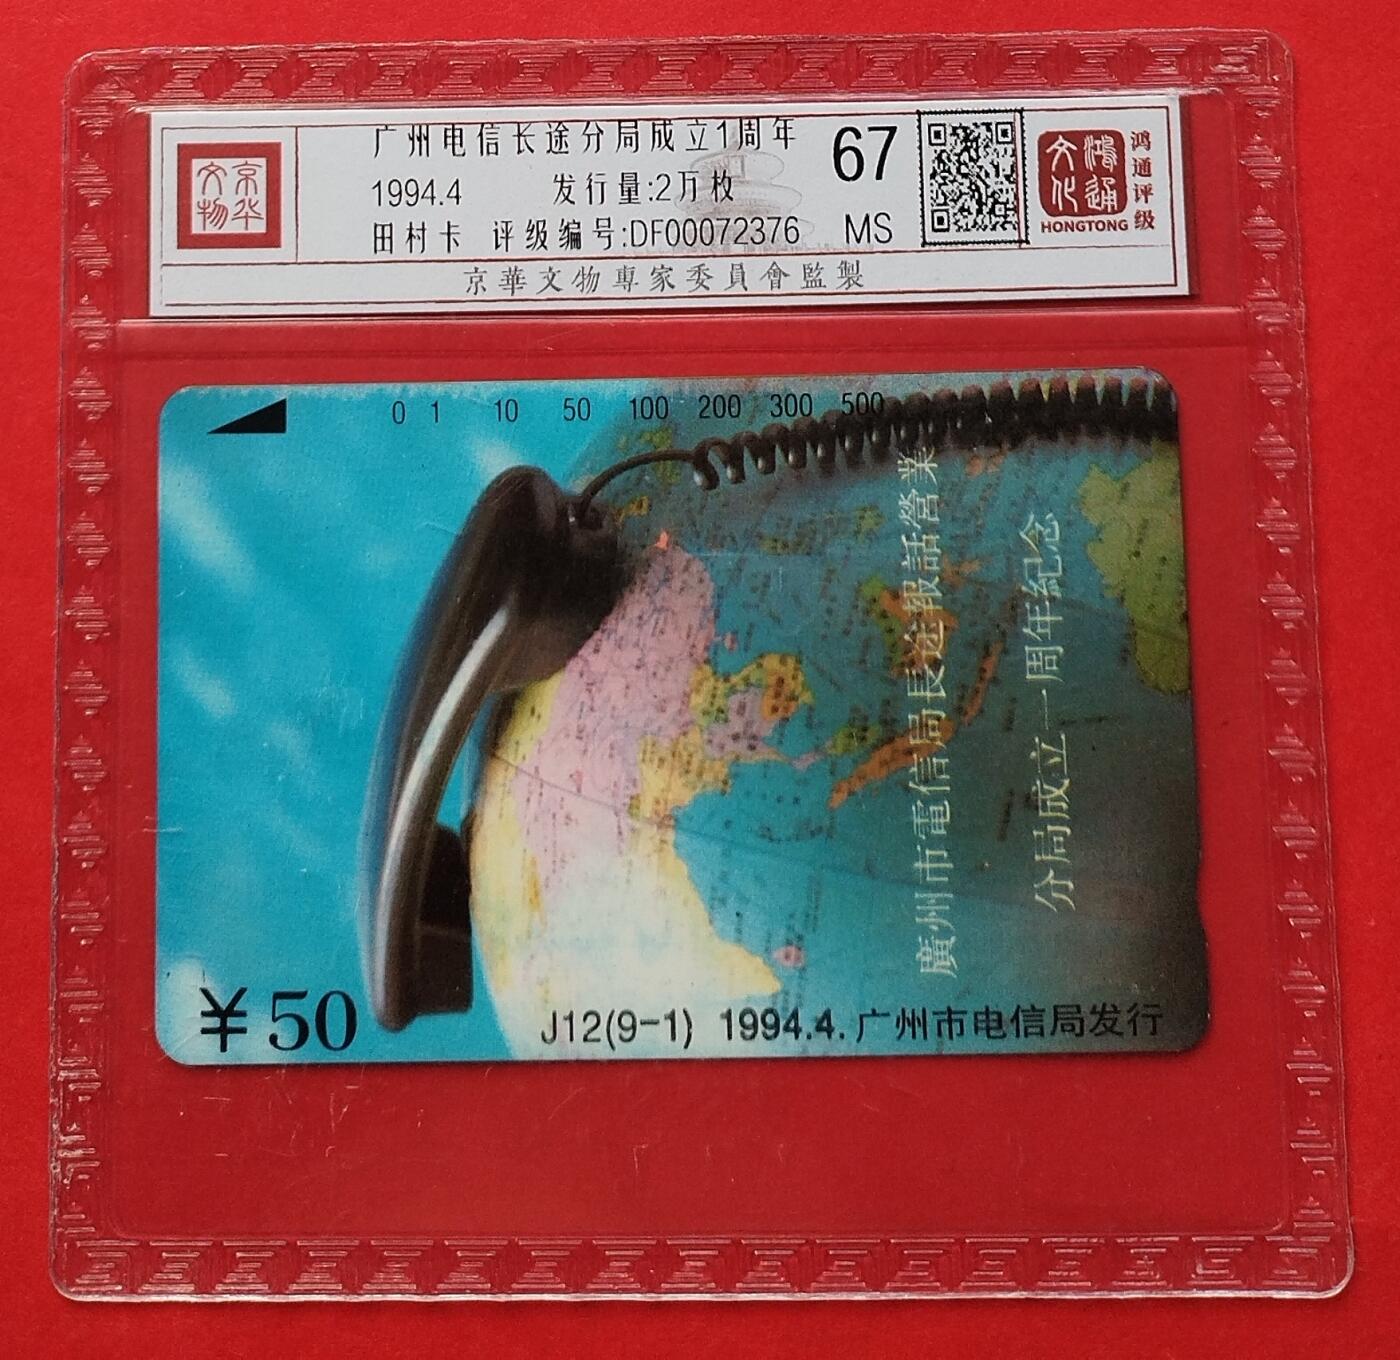 京华
文物
广州电信长途分局成立1周年
1994.4 发行量:2万枚
田村卡 评级编号:DF00072376
67
MS
鸿通
文化
HONGTONG
鸿通评级
京華文物專家委員會監製
0 1 10 50 100 200 300 500
廣州市電信局長途報話營業
分局成立一周年紀念
¥50
J12(9-1) 1994.4.广州市电信局发行